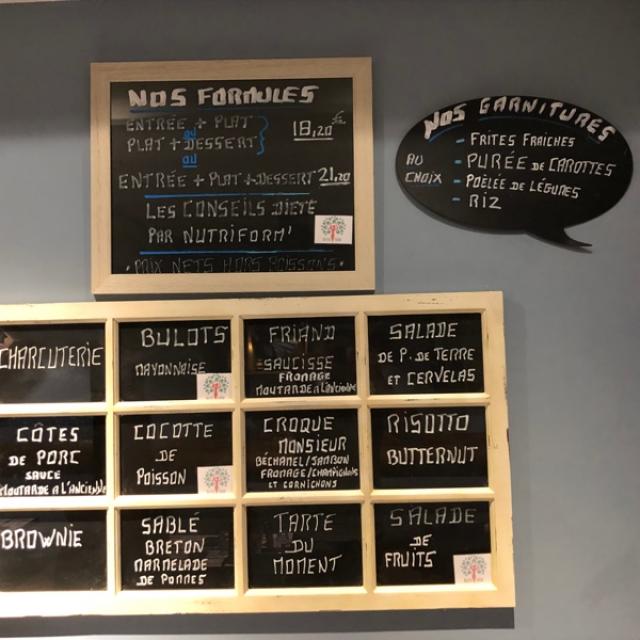 NOS FORMULES
ENTRÉE + PLAT
ou
PLAT + DESSERT
18,20
ou
ENTRÉE + PLAT + DESSERT 21,20
LES CONSEILS DIÉTÉ
PAR NUTRIFORM'
• PRIX NETS HORS BOISSONS •
NOS GARNITURES
AU CHOIX
- FRITES FRAICHES
- PURÉE DE CAROTTES
- POÊLÉE DE LÉGUMES
- RIZ
CHARCUTERIE
BULOTS
MAYONNAISE
FRIAND
SAUCISSE
FROMAGE
MOUTARDE A L'ANCIENNE
SALADE
DE P. DE TERRE
ET CERVELAS
CÔTES
DE PORC
SAUCE
MOUTARDE A L'ANCIENNE
COCOTTE
DE
POISSON
CROQUE
MONSIEUR
BÉCHAMEL/JAMBON
FROMAGE/CHAMPIGNONS
ET CORNICHONS
RISOTTO
BUTTERNUT
BROWNIE
SABLÉ
BRETON
MARMELADE
DE POMMES
TARTE
DU
MOMENT
SALADE
DE
FRUITS